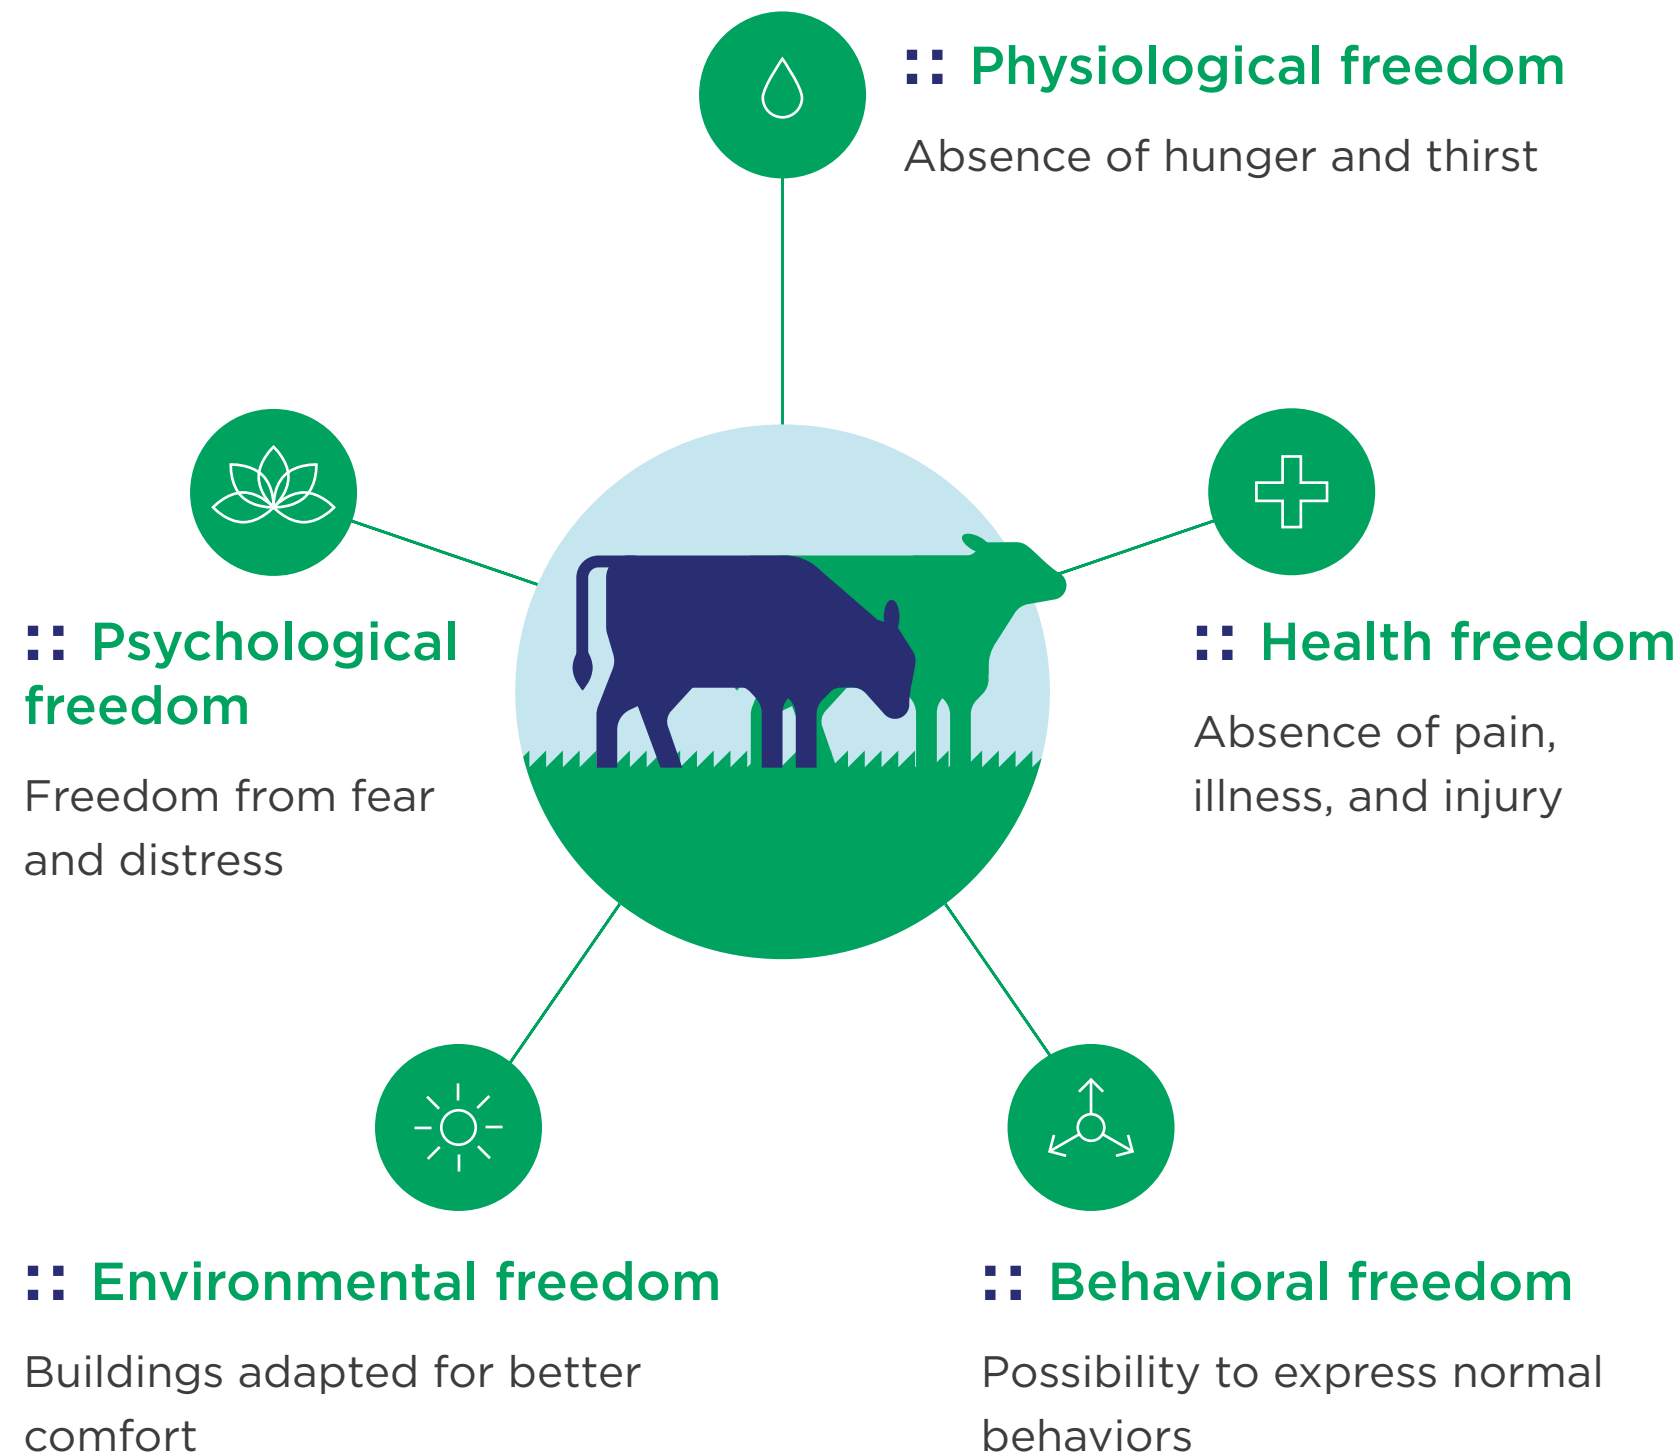 :: Physiological freedom
Absence of hunger and thirst
:: Psychological
freedom
Freedom from fear
and distress
:: Health freedom
Absence of pain,
illness, and injury
:: Environmental freedom
Buildings adapted for better
comfort
:: Behavioral freedom
Possibility to express normal
behaviors